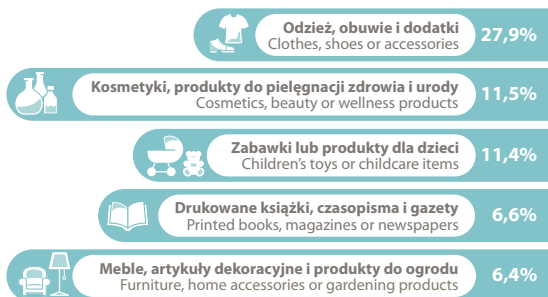 Odzież, obuwie i dodatki
Clothes, shoes or accessories
27,9%
Kosmetyki, produkty do pielęgnacji zdrowia i urody
Cosmetics, beauty or wellness products
11,5%
Zabawki lub produkty dla dzieci
Children's toys or childcare items
11,4%
Drukowane książki, czasopisma i gazety
Printed books, magazines or newspapers
6,6%
Meble, artykuły dekoracyjne i produkty do ogrodu
Furniture, home accessories or gardening products
6,4%